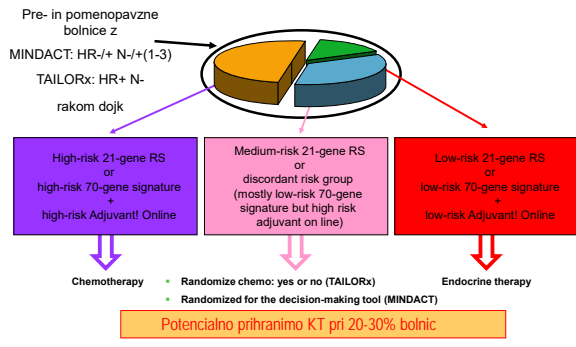 Pre- in pomenopavzne
bolnice z
MINDACT: HR-/+ N-/+(1-3)
TAILORx: HR+ N-
rakom dojk
High-risk 21-gene RS
or
high-risk 70-gene signature
+
high-risk Adjuvant! Online
Medium-risk 21-gene RS
or
discordant risk group
(mostly low-risk 70-gene
signature but high risk
adjuvant on line)
Low-risk 21-gene RS
or
low-risk 70-gene signature
+
low-risk Adjuvant! Online
Chemotherapy
▪ Randomize chemo: yes or no (TAILORx)
▪ Randomized for the decision-making tool (MINDACT)
Endocrine therapy
Potencialno prihranimo KT pri 20-30% bolnic